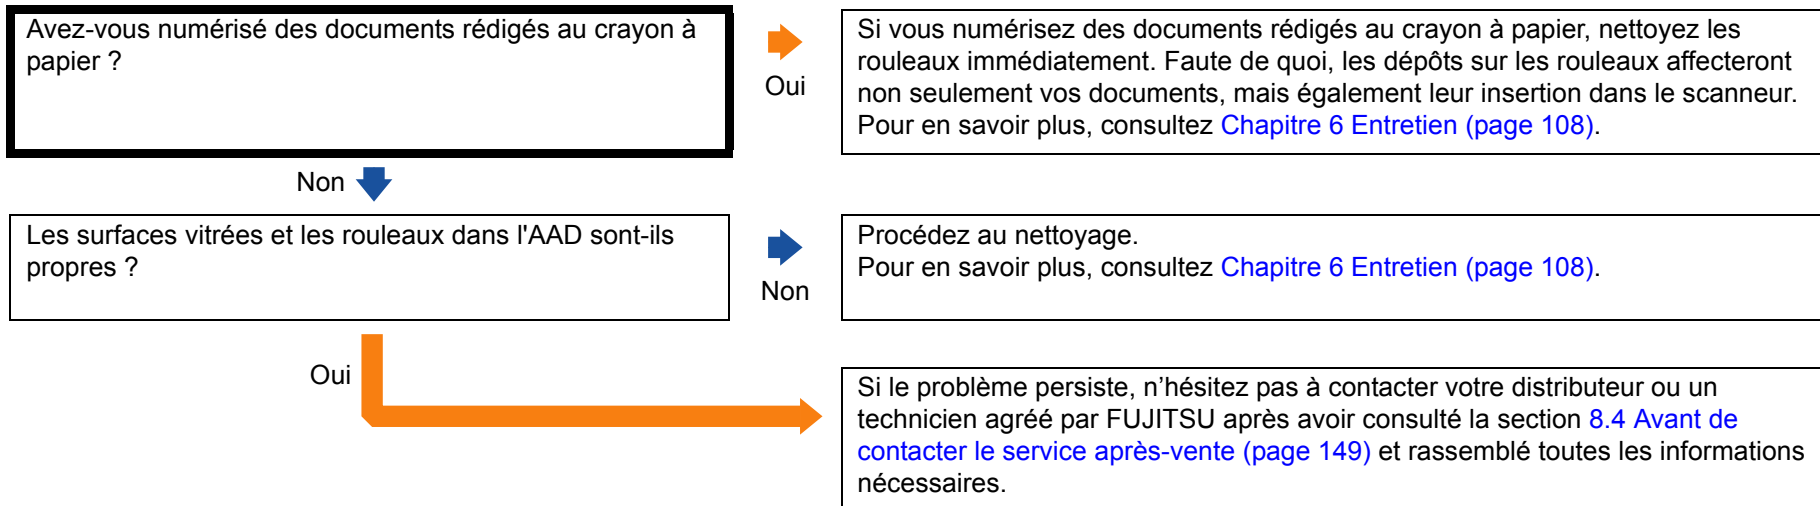 Avez-vous numérisé des documents rédigés au crayon à
papier ?
Oui
Si vous numérisez des documents rédigés au crayon à papier, nettoyez les
rouleaux immédiatement. Faute de quoi, les dépôts sur les rouleaux affecteront
non seulement vos documents, mais également leur insertion dans le scanneur.
Pour en savoir plus, consultez Chapitre 6 Entretien (page 108).
Non
Les surfaces vitrées et les rouleaux dans l'AAD sont-ils
propres ?
Non
Procédez au nettoyage.
Pour en savoir plus, consultez Chapitre 6 Entretien (page 108).
Oui
Si le problème persiste, n’hésitez pas à contacter votre distributeur ou un
technicien agréé par FUJITSU après avoir consulté la section 8.4 Avant de
contacter le service après-vente (page 149) et rassemblé toutes les informations
nécessaires.